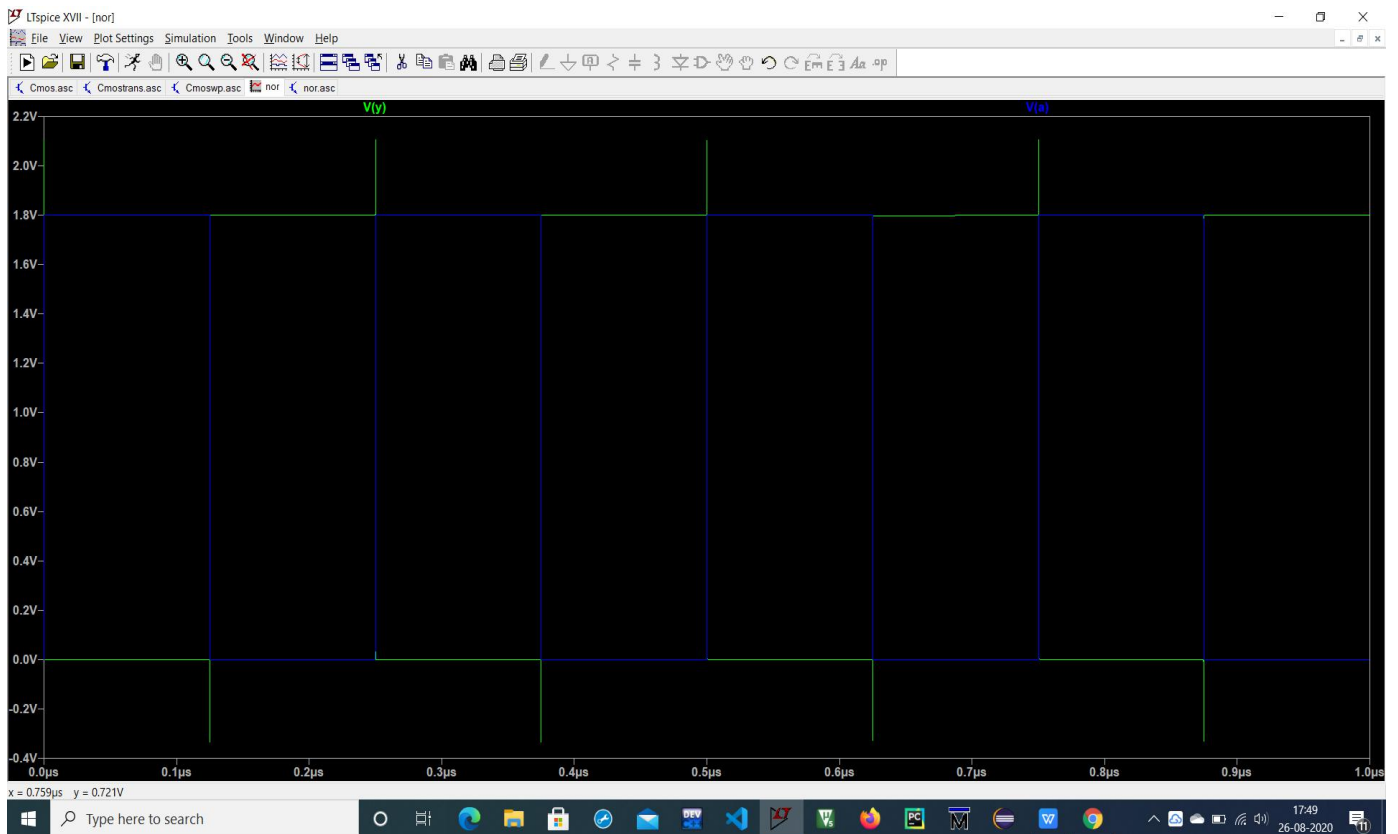 LTspice XVII - [nor]
File View Plot Settings Simulation Tools Window Help
Cmos.asc Cmostrans.asc Cmoswp.asc nor nor.asc
V(y) V(a)
2.2V
2.0V
1.8V
1.6V
1.4V
1.2V
1.0V
0.8V
0.6V
0.4V
0.2V
0.0V
-0.2V
-0.4V
0.0µs 0.1µs 0.2µs 0.3µs 0.4µs 0.5µs 0.6µs 0.7µs 0.8µs 0.9µs 1.0µs
x = 0.759µs y = 0.721V
Type here to search
DEV
PC
W
17:49
26-08-2020
11